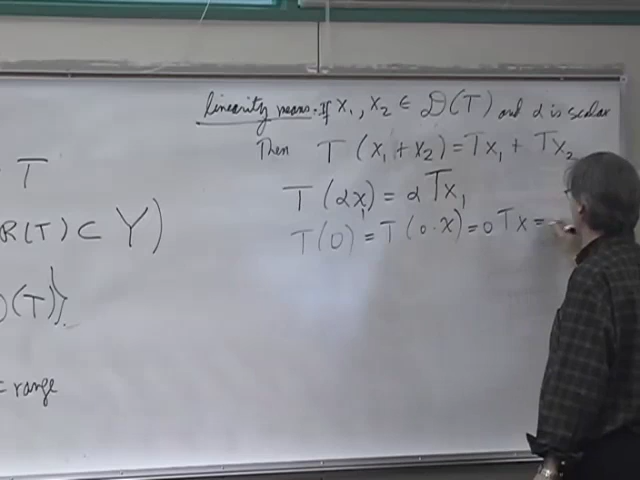 T
R(T) ⊂ Y)
(T)}
= range
linearity means. If x₁, x₂ ∈ D(T) and α is scalar
Then T(x₁ + x₂) = Tx₁ + Tx₂
T(αx₁) = αTx₁
T(0) = T(0·x) = 0Tx =